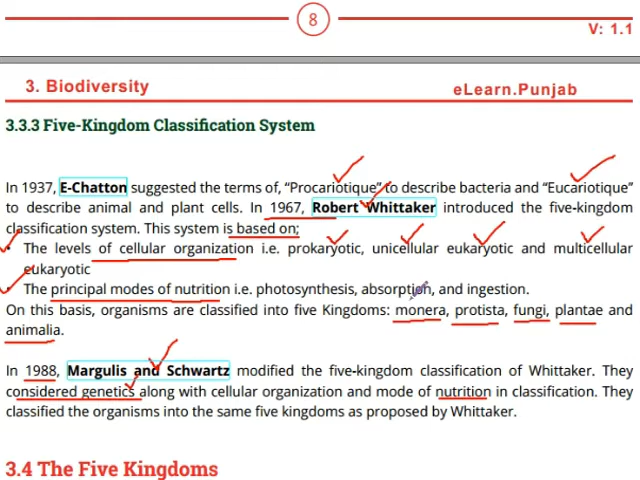 8
V: 1.1
3. Biodiversity
eLearn.Punjab
3.3.3 Five-Kingdom Classification System
In 1937, E-Chatton suggested the terms of, “Procariotique” to describe bacteria and “Eucariotique”
to describe animal and plant cells. In 1967, Robert Whittaker introduced the five-kingdom
classification system. This system is based on;
• The levels of cellular organization i.e. prokaryotic, unicellular eukaryotic and multicellular
eukaryotic
• The principal modes of nutrition i.e. photosynthesis, absorption, and ingestion.
On this basis, organisms are classified into five Kingdoms: monera, protista, fungi, plantae and
animalia.
In 1988, Margulis and Schwartz modified the five-kingdom classification of Whittaker. They
considered genetics along with cellular organization and mode of nutrition in classification. They
classified the organisms into the same five kingdoms as proposed by Whittaker.
3.4 The Five Kingdoms